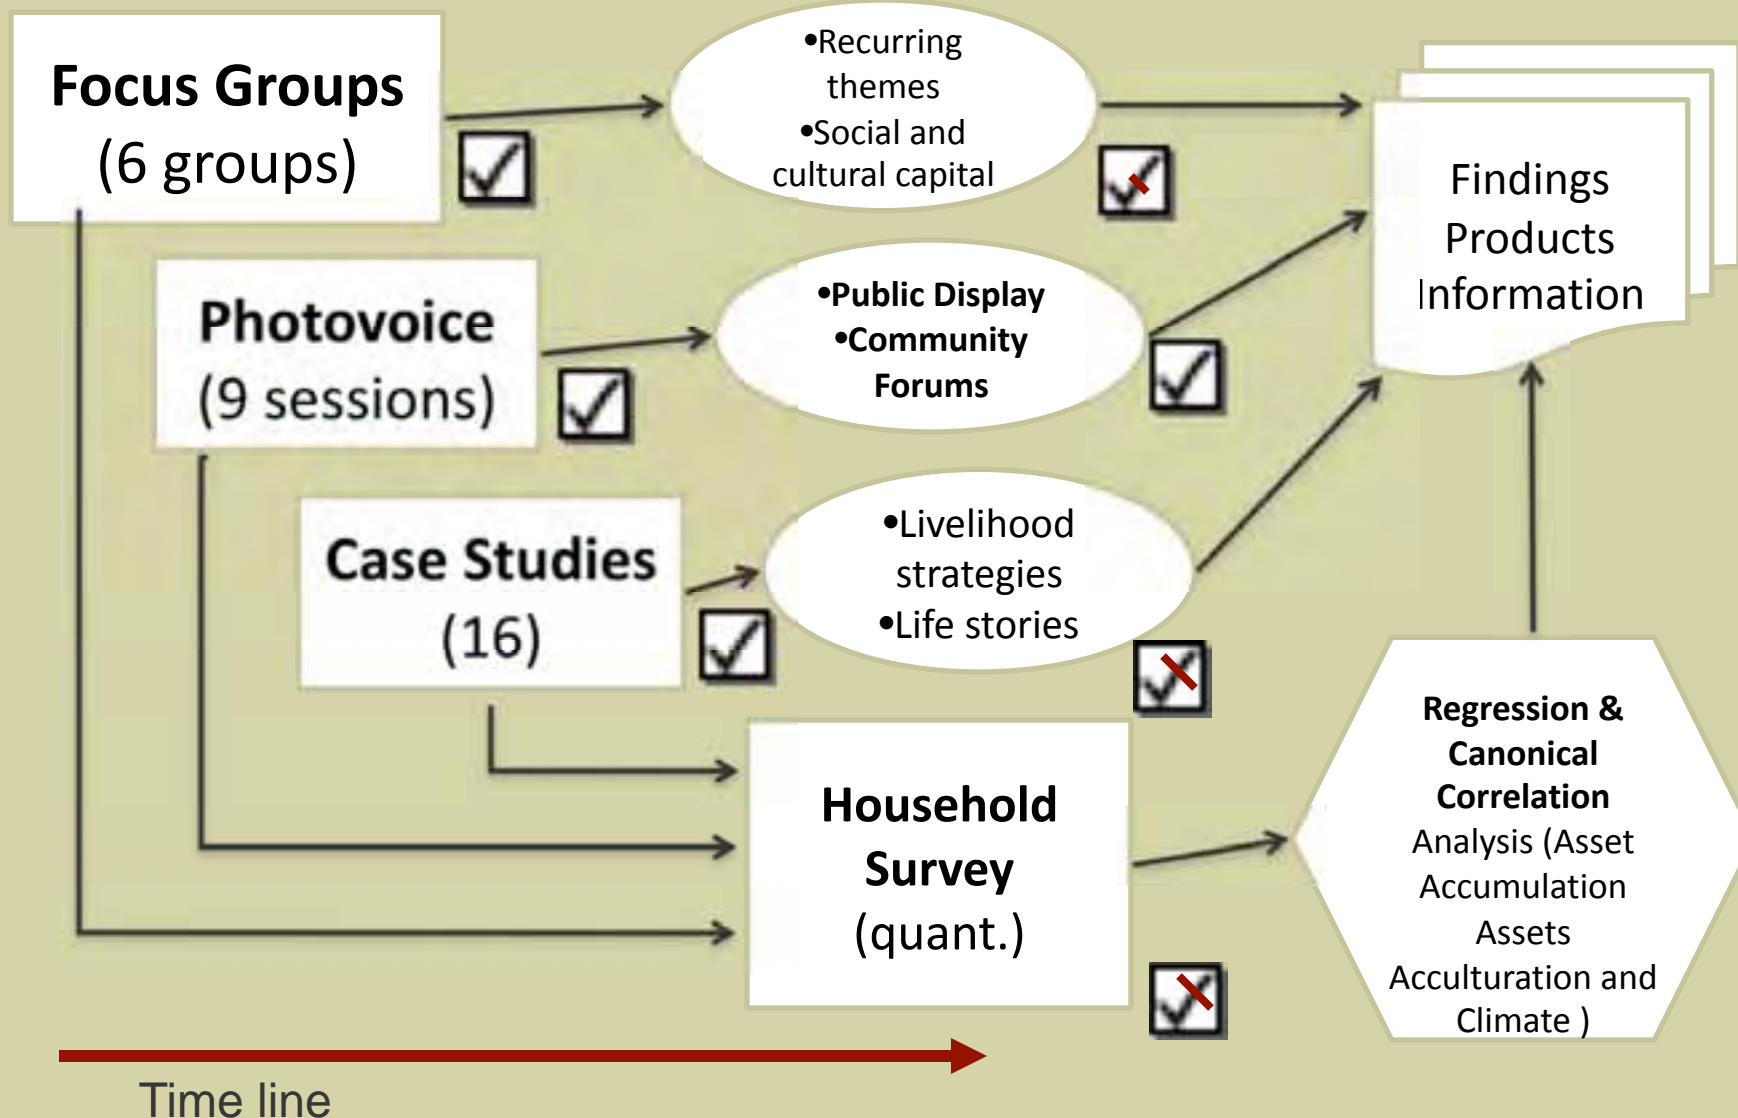 Focus Groups
(6 groups)
•Recurring
themes
•Social and
cultural capital
Findings
Products
Information
Photovoice
(9 sessions)
•Public Display
•Community
Forums
Case Studies
(16)
•Livelihood
strategies
•Life stories
Household
Survey
(quant.)
Regression &
Canonical
Correlation
Analysis (Asset
Accumulation
Assets
Acculturation and
Climate )
Time line